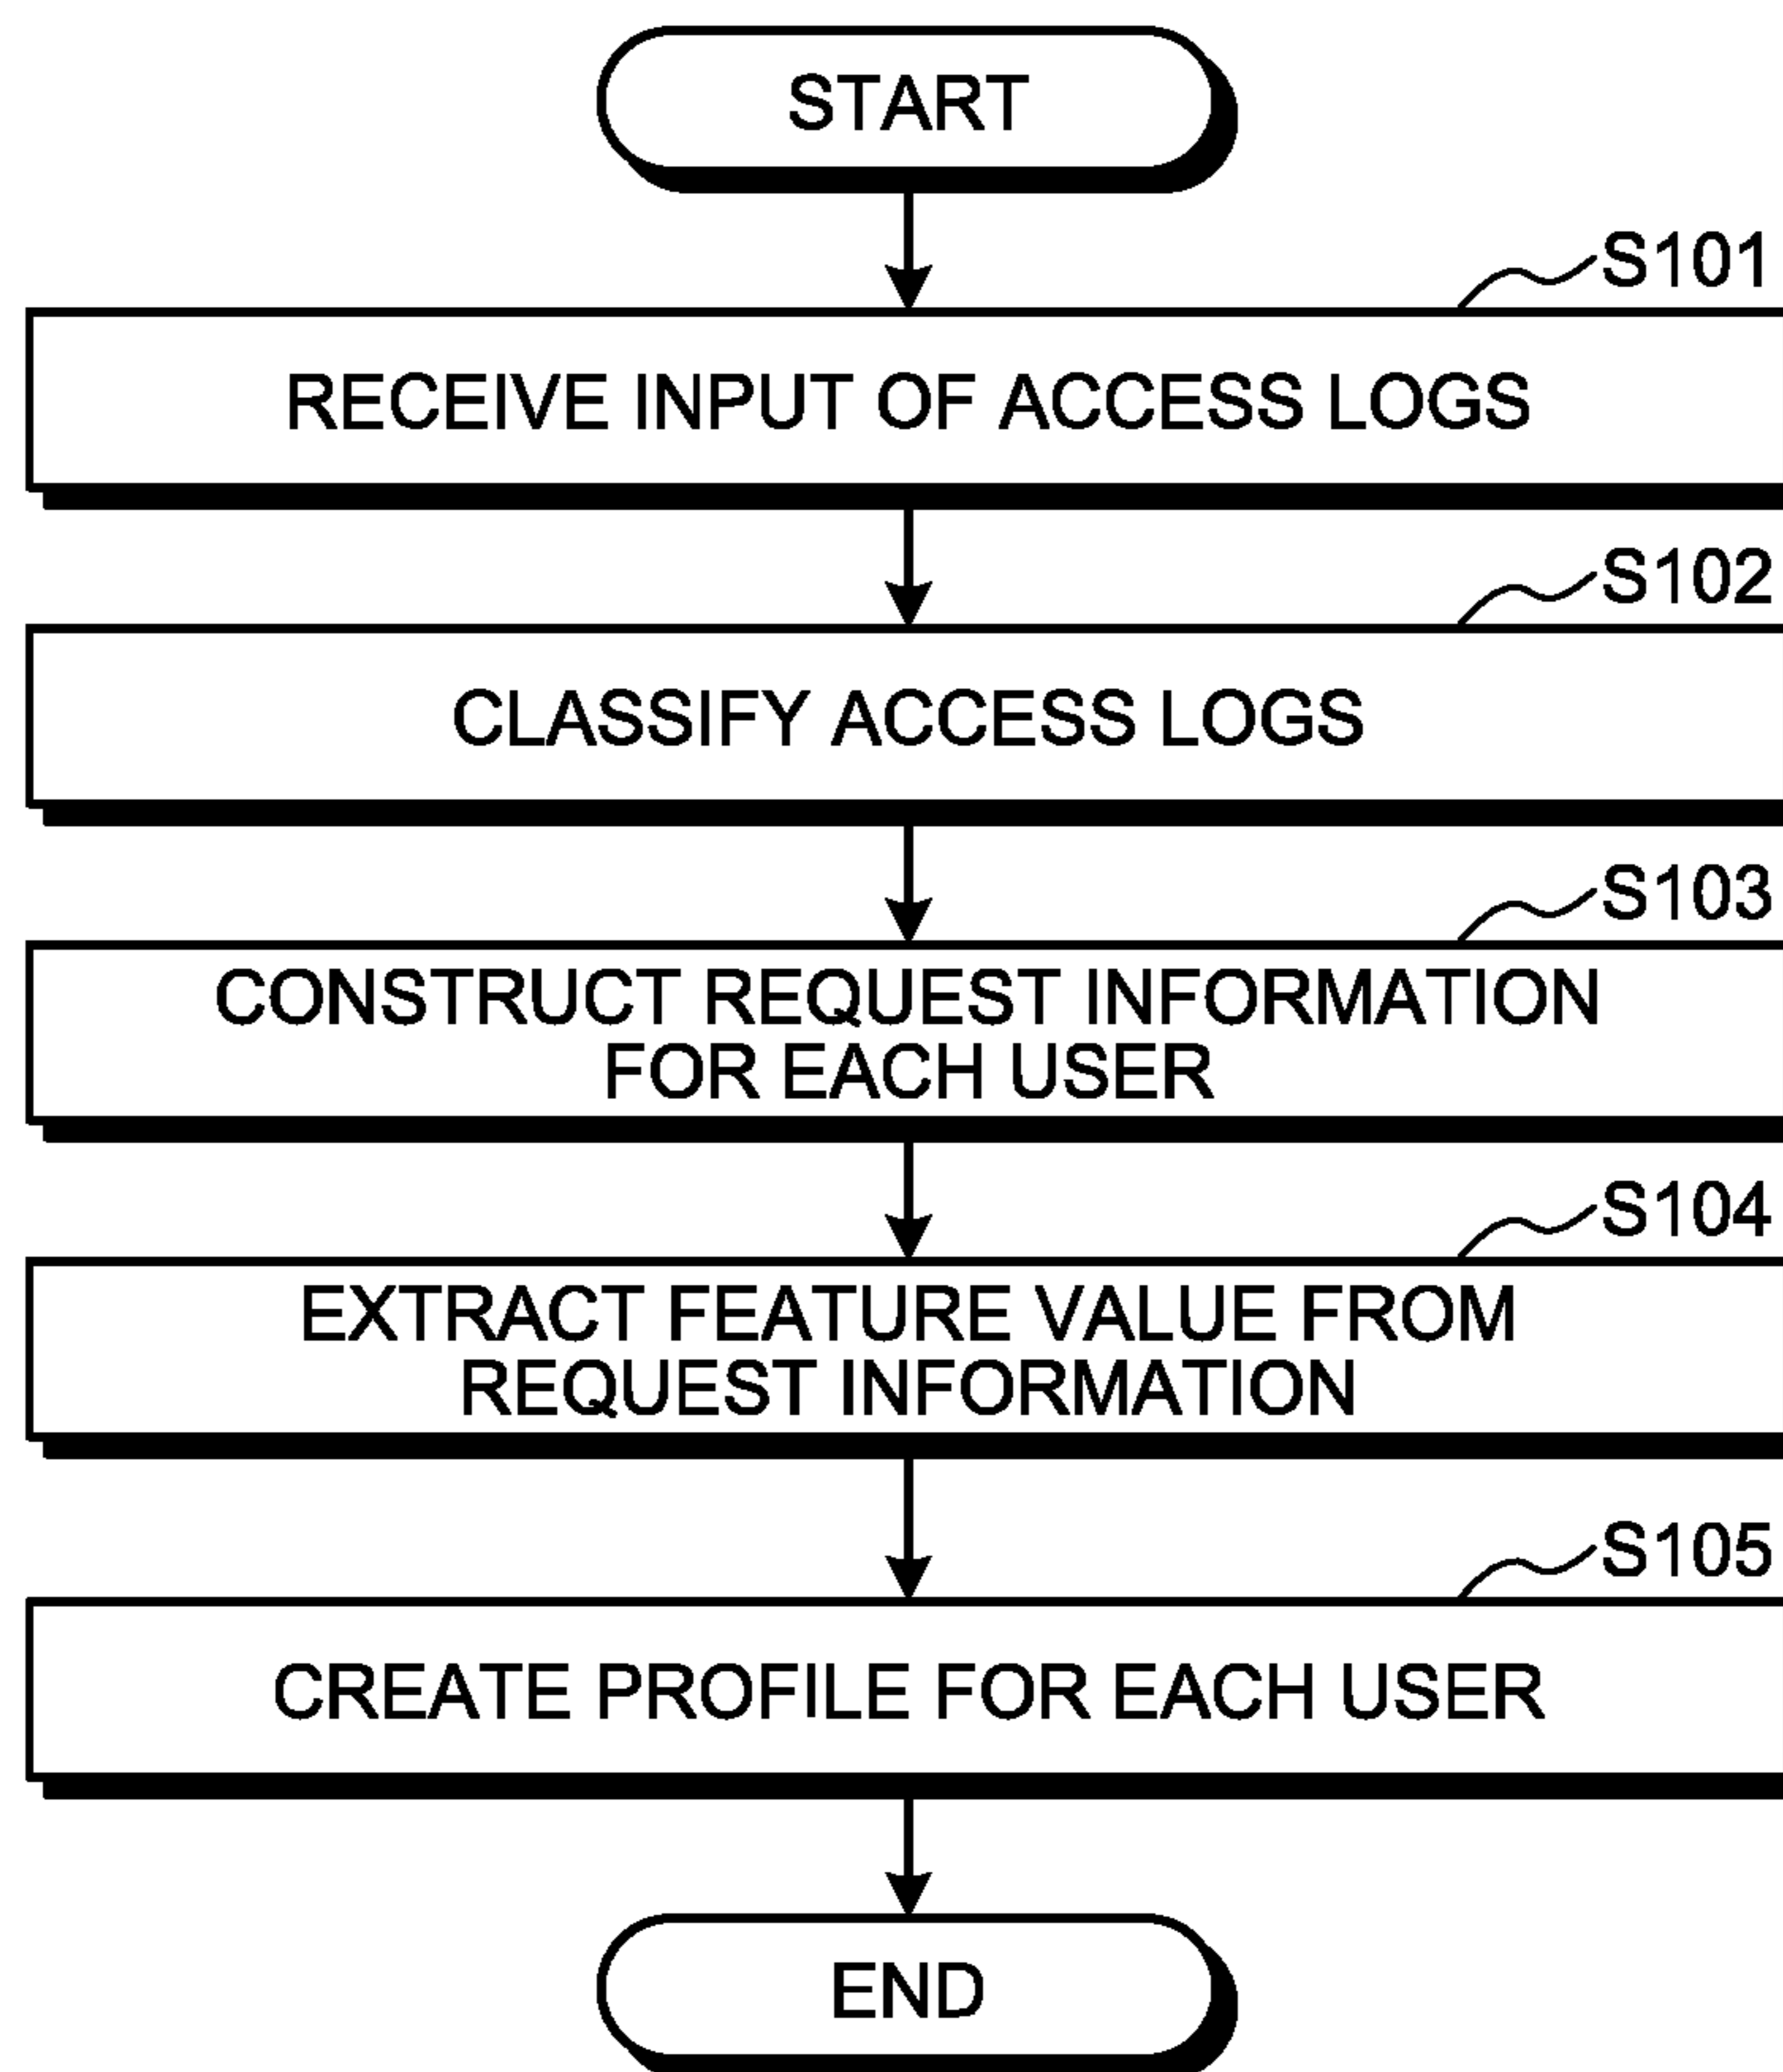 START
S101
RECEIVE INPUT OF ACCESS LOGS
S102
CLASSIFY ACCESS LOGS
S103
CONSTRUCT REQUEST INFORMATION
FOR EACH USER
S104
EXTRACT FEATURE VALUE FROM
REQUEST INFORMATION
S105
CREATE PROFILE FOR EACH USER
END